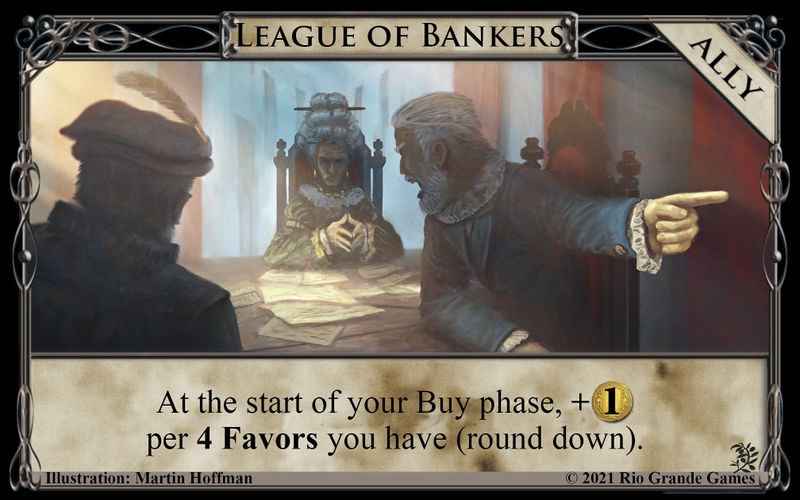 League of Bankers
Ally
At the start of your Buy phase, +1
per 4 Favors you have (round down).
Illustration: Martin Hoffman
© 2021 Rio Grande Games